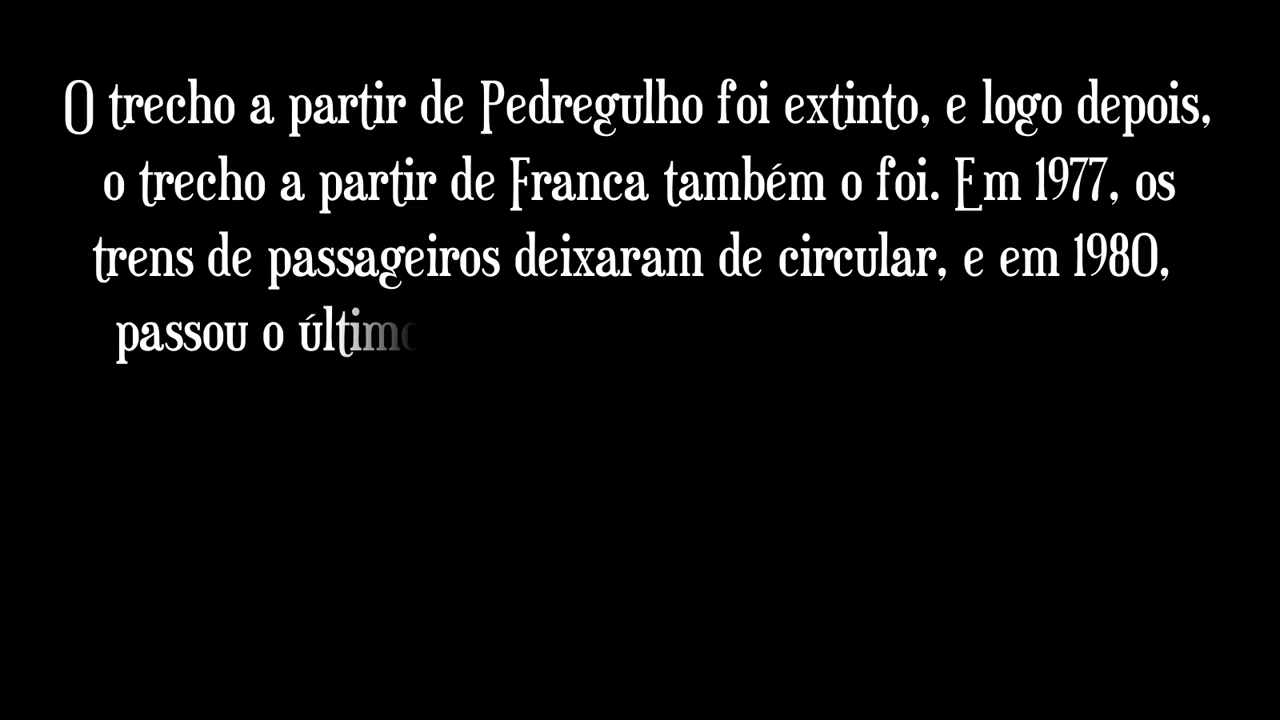 O trecho a partir de Pedregulho foi extinto, e logo depois,
o trecho a partir de Franca também o foi. Em 1977, os
trens de passageiros deixaram de circular, e em 1980,
passou o último